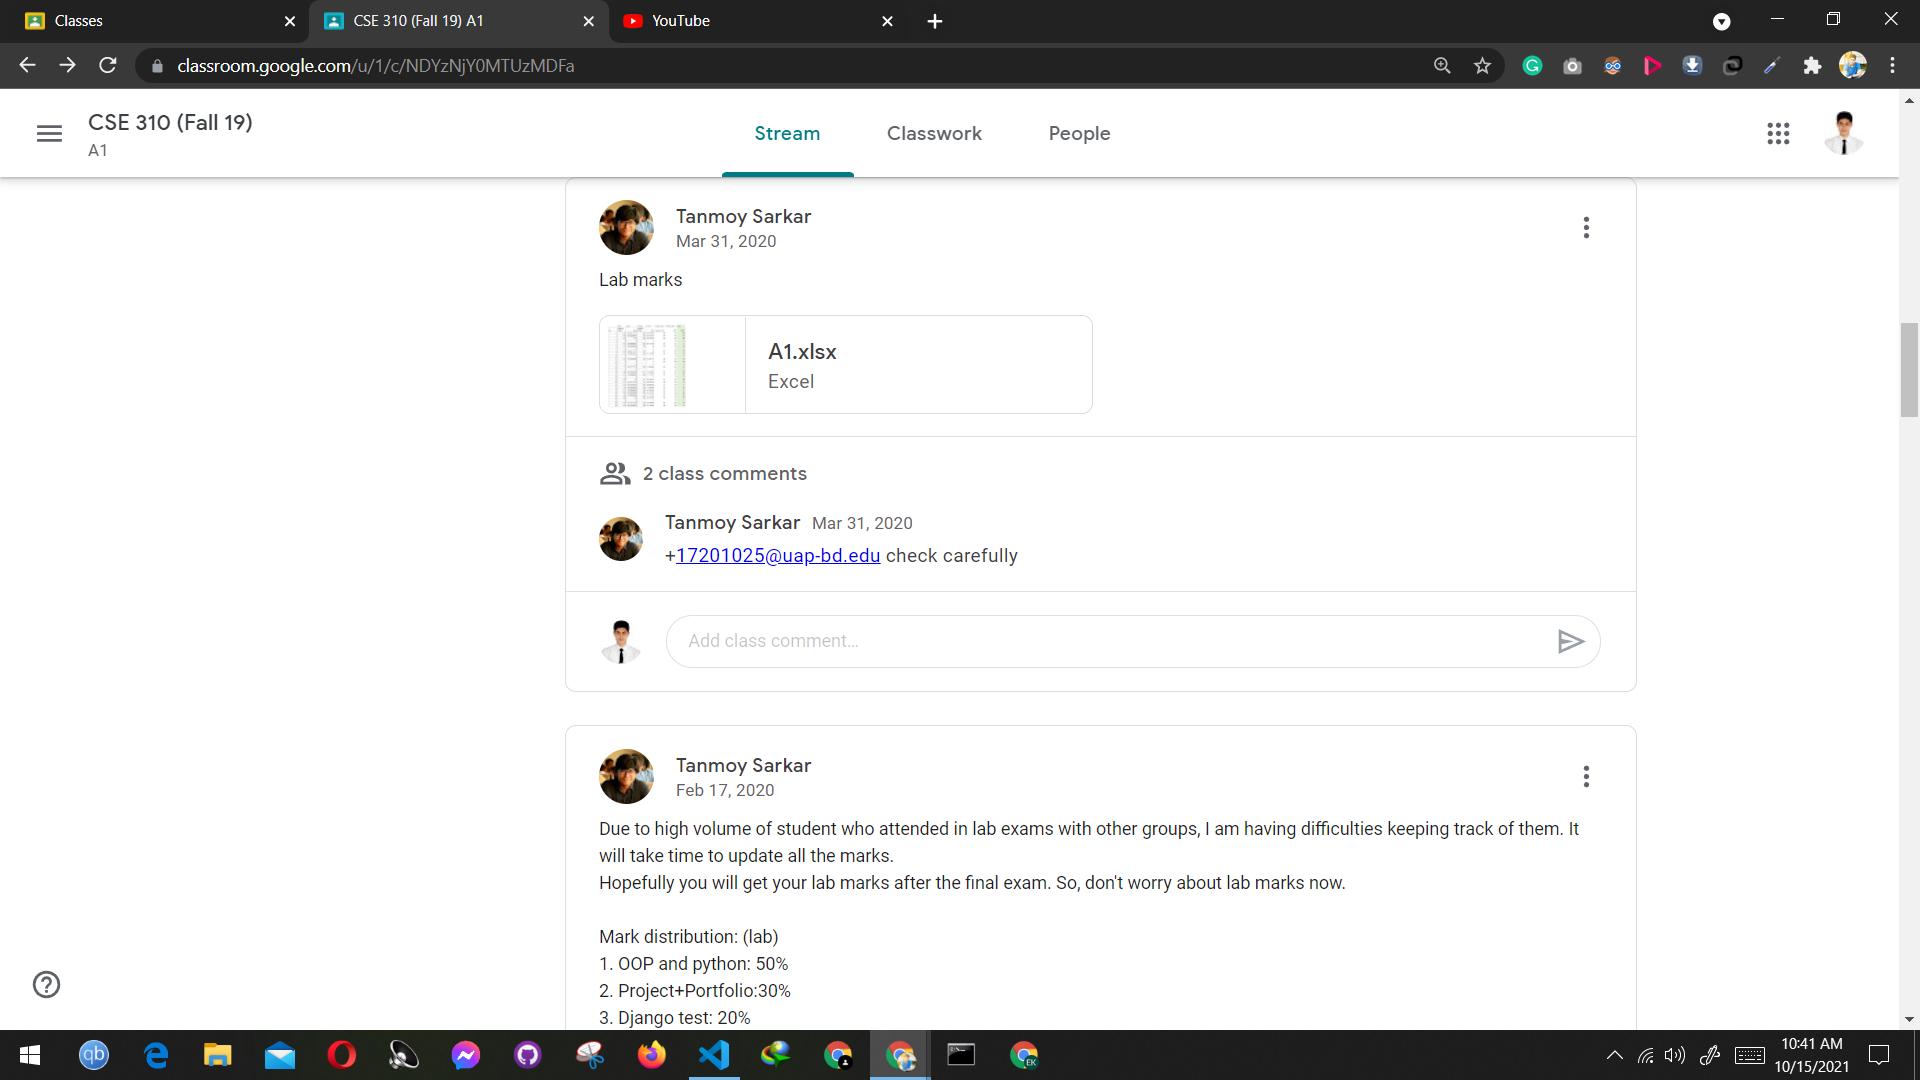 Classes
CSE 310 (Fall 19) A1
YouTube
classroom.google.com/u/1/c/NDYzNjY0MTUzMDFa
CSE 310 (Fall 19)
A1
Stream
Classwork
People
Tanmoy Sarkar
Mar 31, 2020
Lab marks
A1.xlsx
Excel
2 class comments
Tanmoy Sarkar Mar 31, 2020
+17201025@uap-bd.edu check carefully
Add class comment...
Tanmoy Sarkar
Feb 17, 2020
Due to high volume of student who attended in lab exams with other groups, I am having difficulties keeping track of them. It
will take time to update all the marks.
Hopefully you will get your lab marks after the final exam. So, don't worry about lab marks now.
Mark distribution: (lab)
1. OOP and python: 50%
2. Project+Portfolio:30%
3. Django test: 20%
qb
EK
10:41 AM
10/15/2021